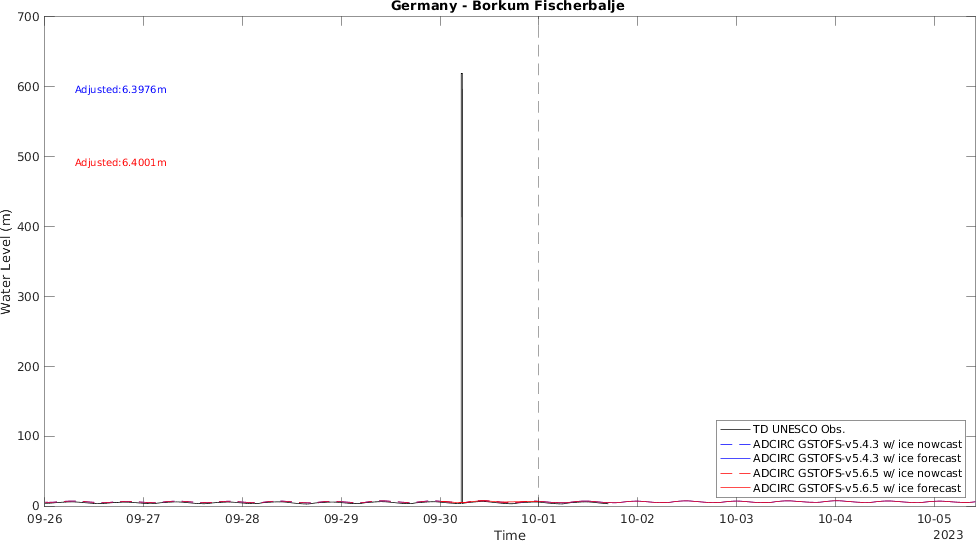 Germany - Borkum Fischerbalje
700
600
500
400
300
200
100
0
Water Level (m)
Adjusted:6.3976m
Adjusted:6.4001m
TD UNESCO Obs.
ADCIRC GSTOFS-v5.4.3 w/ ice nowcast
ADCIRC GSTOFS-v5.4.3 w/ ice forecast
ADCIRC GSTOFS-v5.6.5 w/ ice nowcast
ADCIRC GSTOFS-v5.6.5 w/ ice forecast
09-26 09-27 09-28 09-29 09-30 10-01 10-02 10-03 10-04 10-05
Time
2023